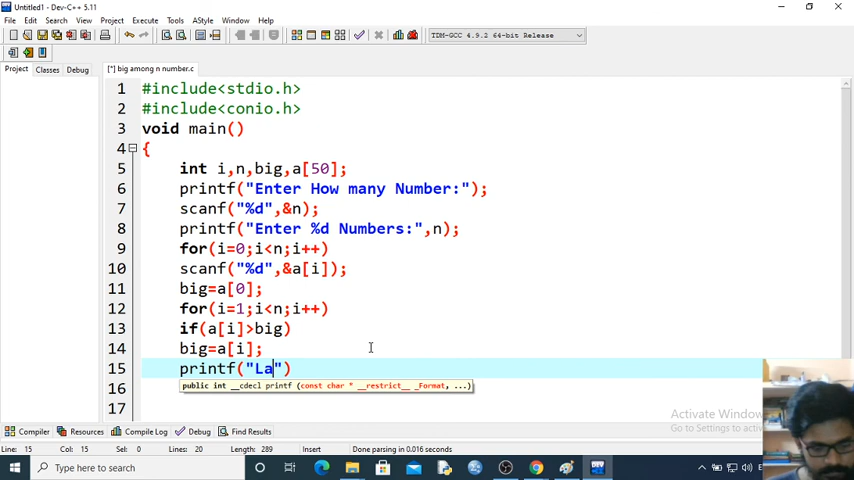 Untitled1 - Dev-C++ 5.11
File Edit Search View Project Execute Tools AStyle Window Help
TDM-GCC 4.9.2 64-bit Release
Project Classes Debug
[*] big among n number.c
1 #include<stdio.h>
2 #include<conio.h>
3 void main()
4 {
5 int i,n,big,a[50];
6 printf("Enter How many Number:");
7 scanf("%d",&n);
8 printf("Enter %d Numbers:",n);
9 for(i=0;i<n;i++)
10 scanf("%d",&a[i]);
11 big=a[0];
12 for(i=1;i<n;i++)
13 if(a[i]>big)
14 big=a[i];
15 printf("La")
public int __cdecl printf (const char * __restrict__ _Format, ...)
16
17
Activate Window
Go to Settings to activ
Compiler Resources Compile Log Debug Find Results
Line: 15 Col: 15 Sel: 0 Lines: 20 Length: 289 Insert Done parsing in 0.016 seconds
Type here to search